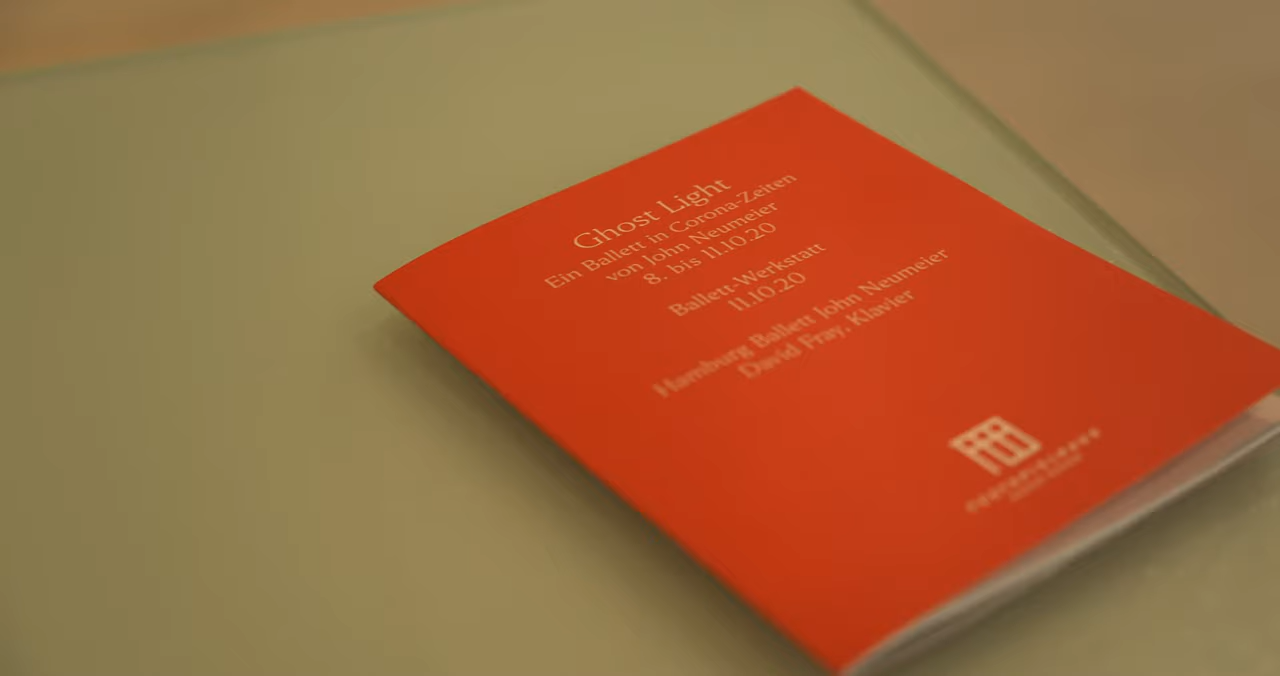 Ghost Light
Ein Ballett in Corona-Zeiten
von John Neumeier
8. bis 11.10.20
Ballett-Werkstatt
11.10.20
Hamburg Ballett John Neumeier
David Fray, Klavier